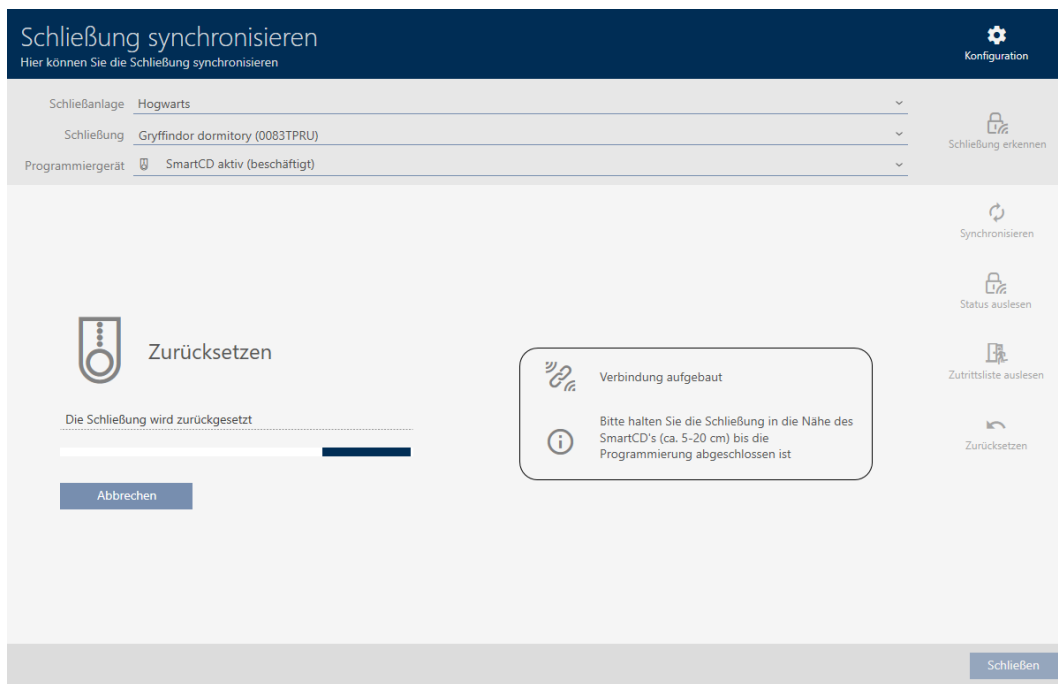 Schließung synchronisieren
Hier können Sie die Schließung synchronisieren
Konfiguration
Schließanlage Hogwarts
Schließung Gryffindor dormitory (0083TPRU)
Programmiergerät SmartCD aktiv (beschäftigt)
Schließung erkennen
Synchronisieren
Status auslesen
Zutrittsliste auslesen
Zurücksetzen
Zurücksetzen
Die Schließung wird zurückgesetzt
Abbrechen
Verbindung aufgebaut
Bitte halten Sie die Schließung in die Nähe des
SmartCD's (ca. 5-20 cm) bis die
Programmierung abgeschlossen ist
Schließen